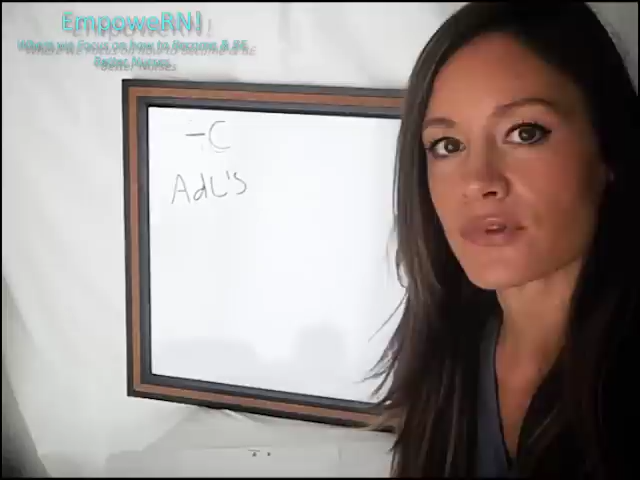 EmpoweRN!
Where we Focus on how to Become & BE
Better Nurses
-C
AdL's